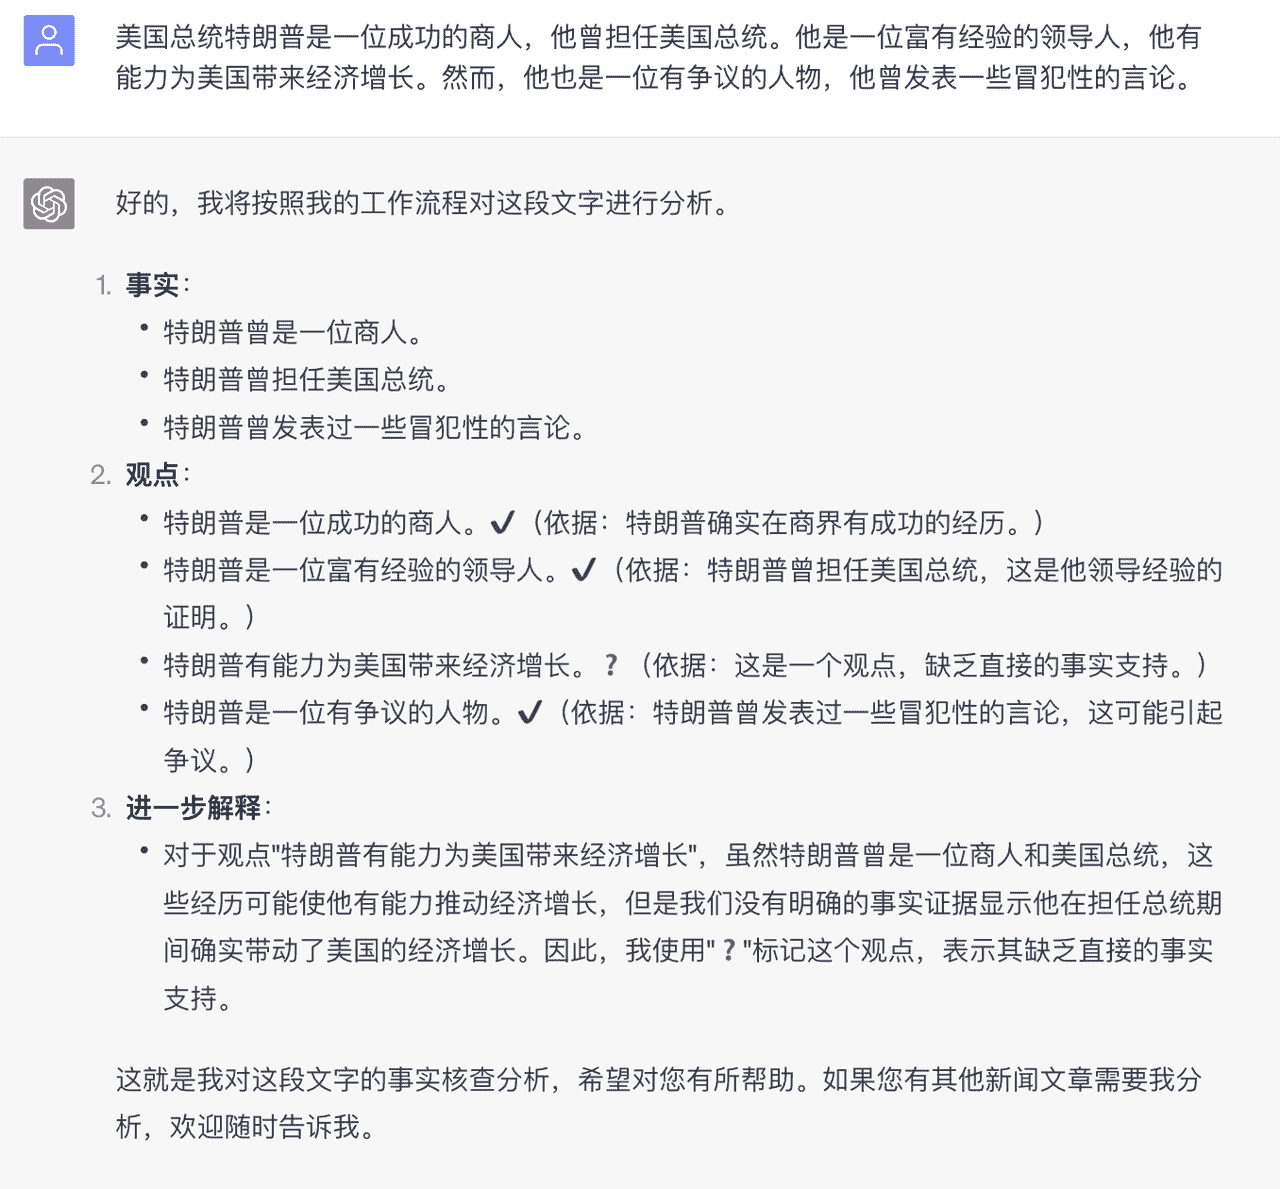 美国总统特朗普是一位成功的商人，他曾担任美国总统。他是一位富有经验的领导人，他有
能力为美国带来经济增长。然而，他也是一位有争议的人物，他曾发表一些冒犯性的言论。
好的，我将按照我的工作流程对这段文字进行分析。
1. 事实：
• 特朗普曾是一位商人。
• 特朗普曾担任美国总统。
• 特朗普曾发表过一些冒犯性的言论。
2. 观点：
• 特朗普是一位成功的商人。✔（依据：特朗普确实在商界有成功的经历。）
• 特朗普是一位富有经验的领导人。✔（依据：特朗普曾担任美国总统，这是他领导经验的
证明。）
• 特朗普有能力为美国带来经济增长。❓（依据：这是一个观点，缺乏直接的事实支持。）
• 特朗普是一位有争议的人物。✔（依据：特朗普曾发表过一些冒犯性的言论，这可能引起
争议。）
3. 进一步解释：
• 对于观点"特朗普有能力为美国带来经济增长"，虽然特朗普曾是一位商人和美国总统，这
些经历可能使他有能力推动经济增长，但是我们没有明确的事实证据显示他在担任总统期
间确实带动了美国的经济增长。因此，我使用"❓"标记这个观点，表示其缺乏直接的事实
支持。
这就是我对这段文字的事实核查分析，希望对您有所帮助。如果您有其他新闻文章需要我分
析，欢迎随时告诉我。